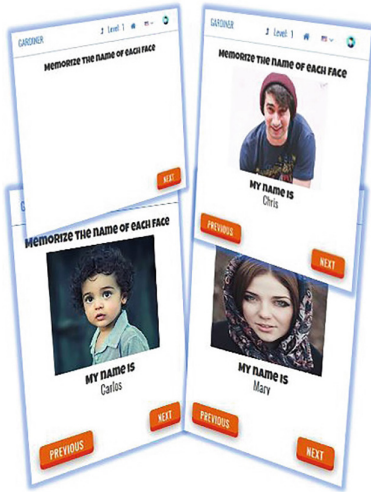 GARDINER
Level: 1
Memorize the name of each face
NEXT
GARDINER
Level: 1
Memorize the name of each face
My name is
Chris
PREVIOUS
NEXT
Memorize the name of each face
My name is
Carlos
PREVIOUS
NEXT
My name is
Mary
PREVIOUS
NEXT